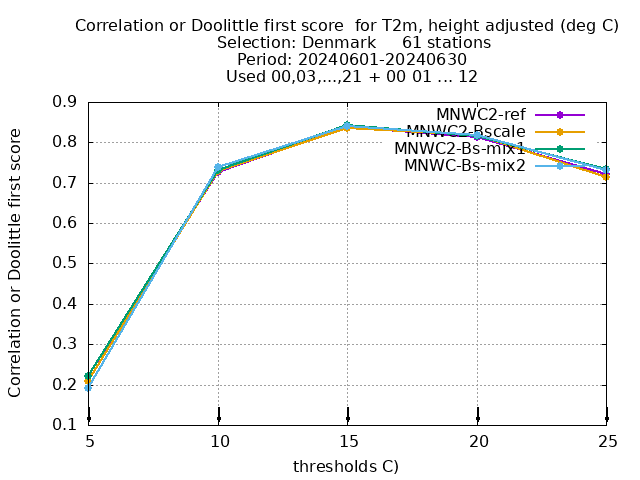 Correlation or Doolittle first score  for T2m, height adjusted (deg C)
Selection: Denmark     61 stations
Period: 20240601-20240630
Used 00,03,...,21 + 00 01 ... 12
MNWC2-ref
MNWC2-Bscale
MNWC2-Bs-mix1
MNWC-Bs-mix2
Correlation or Doolittle first score
0.9
0.8
0.7
0.6
0.5
0.4
0.3
0.2
0.1
5 10 15 20 25
thresholds C)